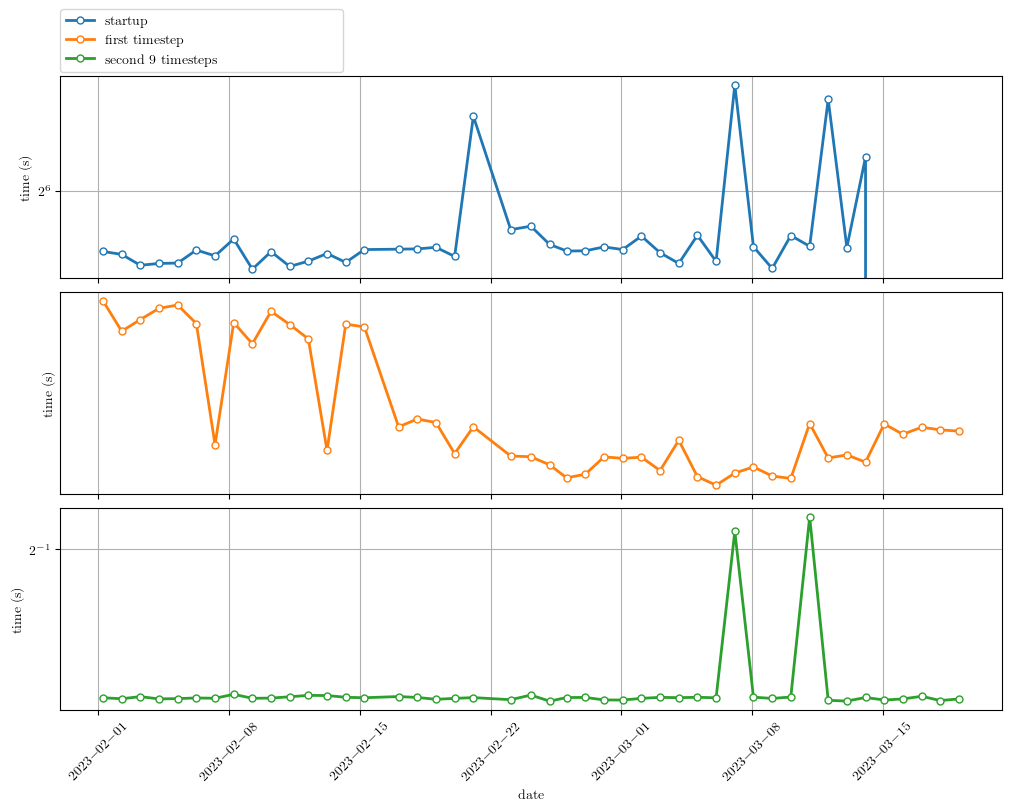 startup
first timestep
second 9 timesteps
time (s)
2^6
time (s)
2^−1
time (s)
2023−02−01
2023−02−08
2023−02−15
2023−02−22
2023−03−01
2023−03−08
2023−03−15
date